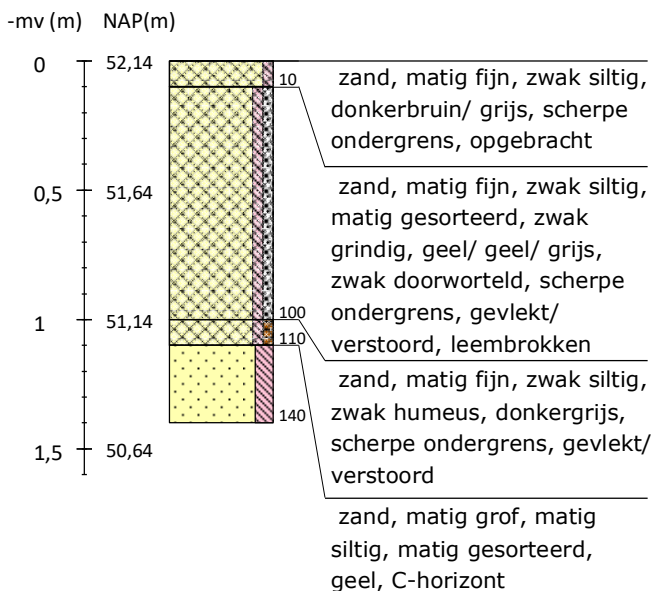 -mv (m) NAP(m)
0 52,14
10
zand, matig fijn, zwak siltig,
donkerbruin/ grijs, scherpe
ondergrens, opgebracht
0,5 51,64
zand, matig fijn, zwak siltig,
matig gesorteerd, zwak
grindig, geel/ geel/ grijs,
zwak doorworteld, scherpe
ondergrens, gevlekt/
verstoord, leembrokken
1 51,14
100
110
zand, matig fijn, zwak siltig,
zwak humeus, donkergrijs,
scherpe ondergrens, gevlekt/
verstoord
140
1,5 50,64
zand, matig grof, matig
siltig, matig gesorteerd,
geel, C-horizont